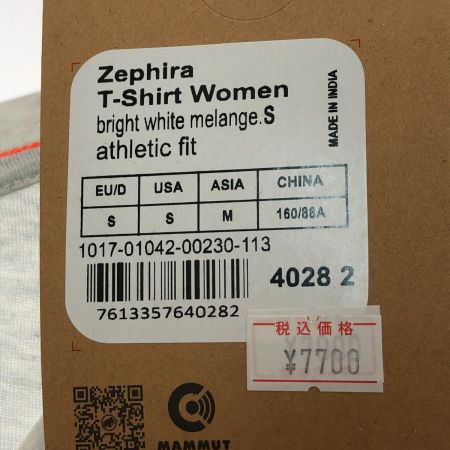 Zephira
T-Shirt Women
bright white melange.S
athletic fit
MADE IN INDIA
EU/D USA ASIA CHINA
S S M 160/88A
1017-01042-00230-113
4028 2
7613357640282
税込価格
¥7700
MAMMUT